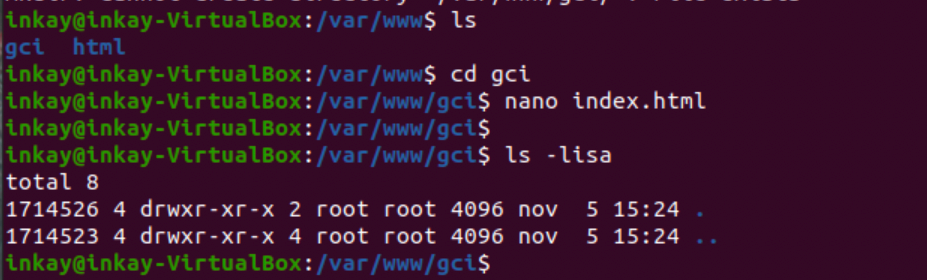 inkay@inkay-VirtualBox:/var/www$ ls
gci  html
inkay@inkay-VirtualBox:/var/www$ cd gci
inkay@inkay-VirtualBox:/var/www/gci$ nano index.html
inkay@inkay-VirtualBox:/var/www/gci$
inkay@inkay-VirtualBox:/var/www/gci$ ls -lisa
total 8
1714526 4 drwxr-xr-x 2 root root 4096 nov  5 15:24 .
1714523 4 drwxr-xr-x 4 root root 4096 nov  5 15:24 ..
inkay@inkay-VirtualBox:/var/www/gci$